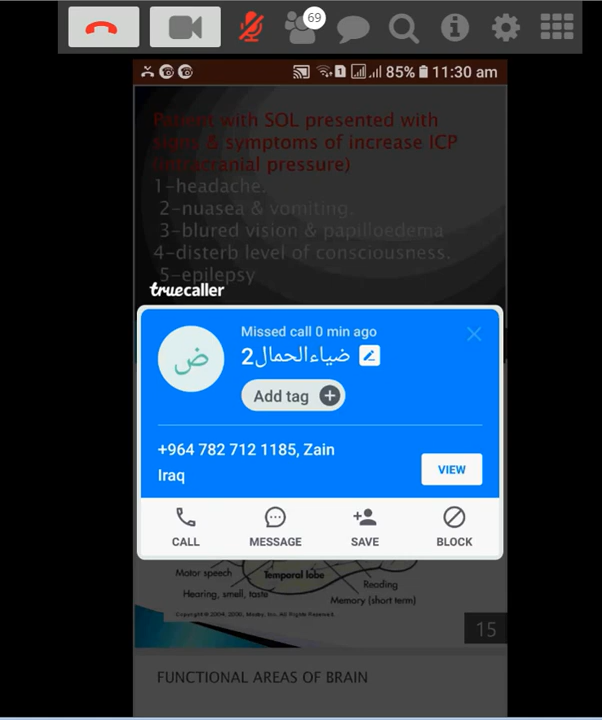 69
85% 11:30 am
Patient with SOL presented with
signs & symptoms of increase ICP
(intracranial pressure)
1-headache.
2-nuasea & vomiting.
3-blured vision & papilloedema
4-disterb level of consciousness.
5-epilepsy
truecaller
Missed call 0 min ago
ض
ضياءالحمال2
Add tag
+964 782 712 1185, Zain
Iraq
VIEW
CALL
MESSAGE
SAVE
BLOCK
Motor speech
Temporal lobe
Reading
Hearing, smell, taste
Memory (short term)
15
FUNCTIONAL AREAS OF BRAIN